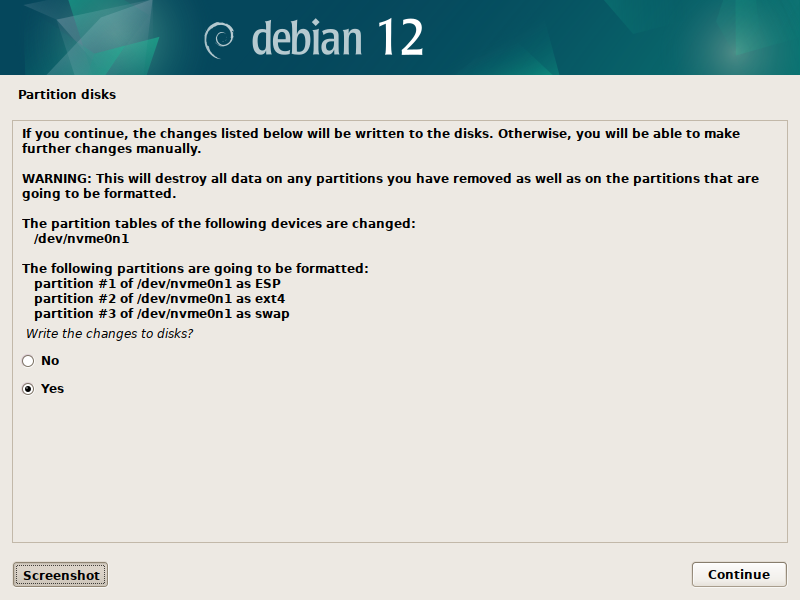 debian 12
Partition disks
If you continue, the changes listed below will be written to the disks. Otherwise, you will be able to make
further changes manually.
WARNING: This will destroy all data on any partitions you have removed as well as on the partitions that are
going to be formatted.
The partition tables of the following devices are changed:
/dev/nvme0n1
The following partitions are going to be formatted:
partition #1 of /dev/nvme0n1 as ESP
partition #2 of /dev/nvme0n1 as ext4
partition #3 of /dev/nvme0n1 as swap
Write the changes to disks?
No
Yes
Screenshot
Continue